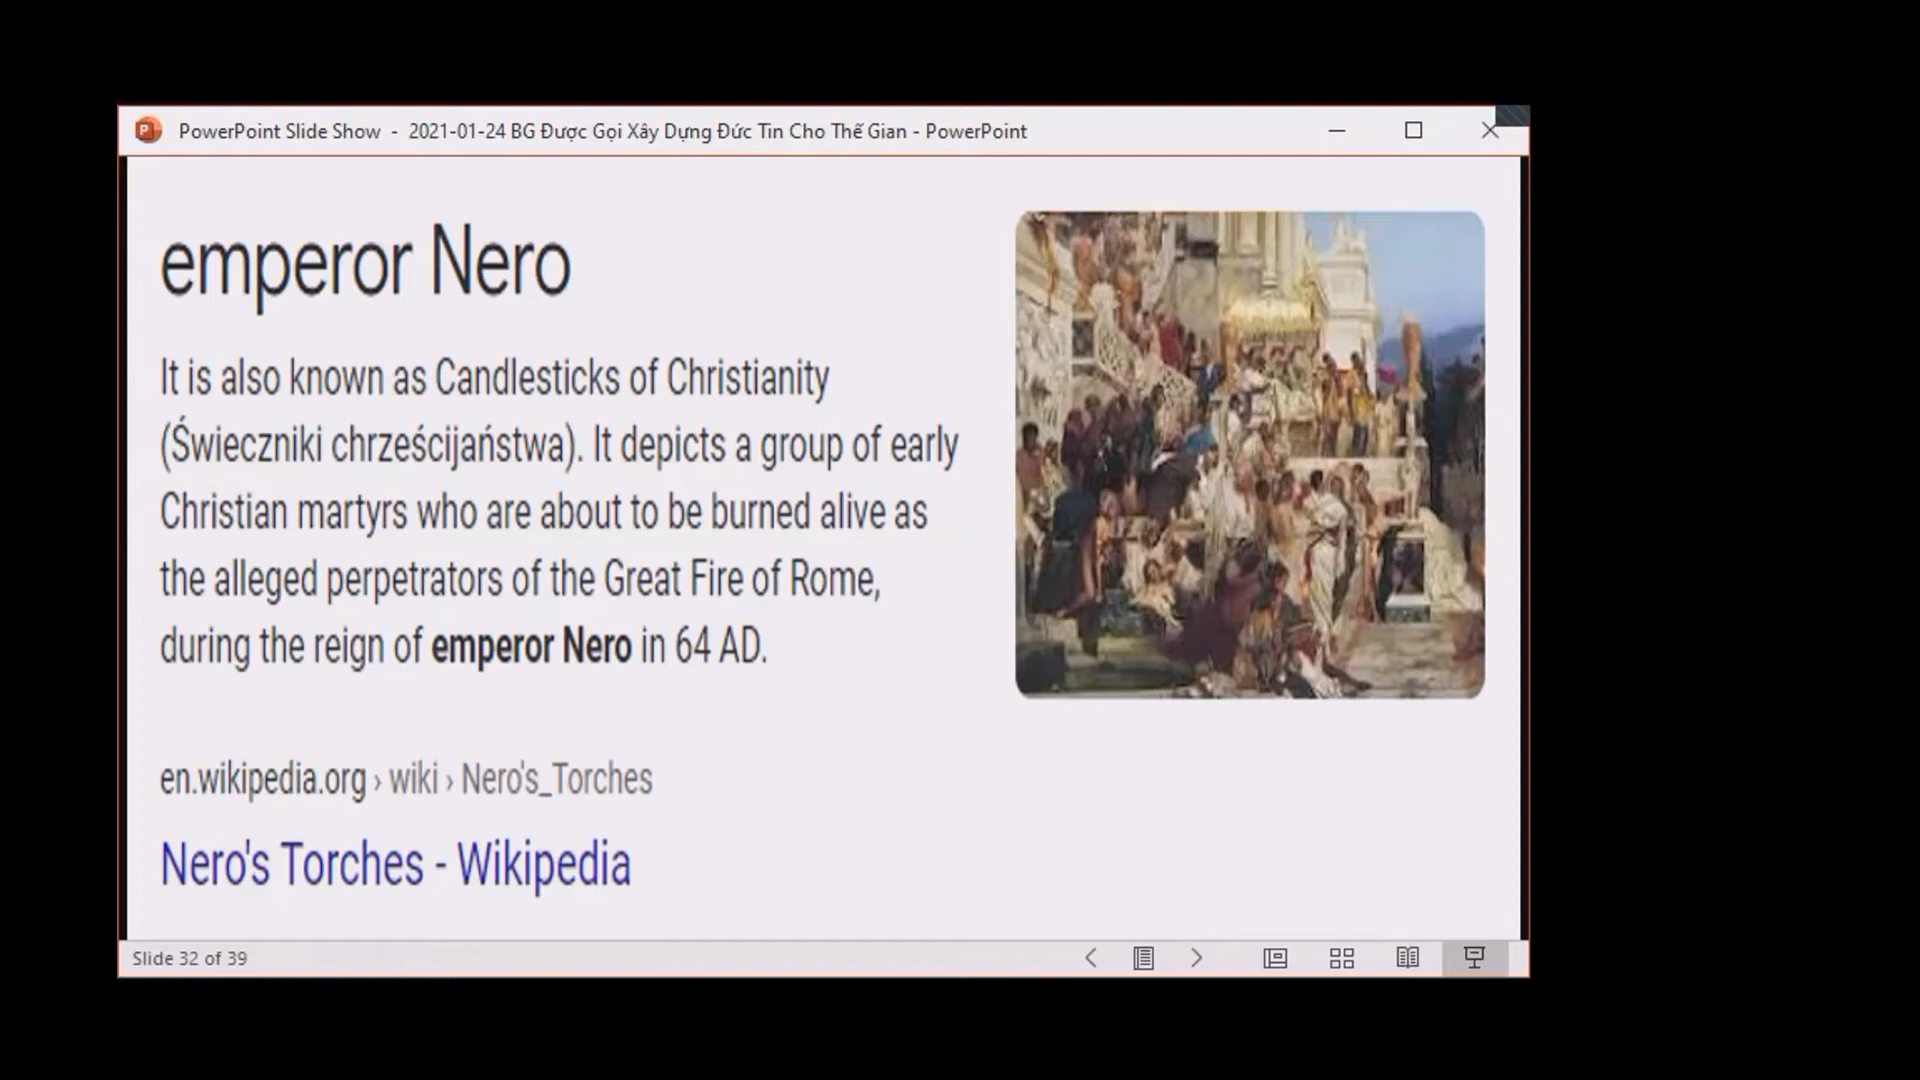 PowerPoint Slide Show - 2021-01-24 BG Được Gọi Xây Dựng Đức Tin Cho Thế Gian - PowerPoint
emperor Nero
It is also known as Candlesticks of Christianity
(Świeczniki chrześcijaństwa). It depicts a group of early
Christian martyrs who are about to be burned alive as
the alleged perpetrators of the Great Fire of Rome,
during the reign of emperor Nero in 64 AD.
en.wikipedia.org › wiki › Nero's_Torches
Nero's Torches - Wikipedia
Slide 32 of 39